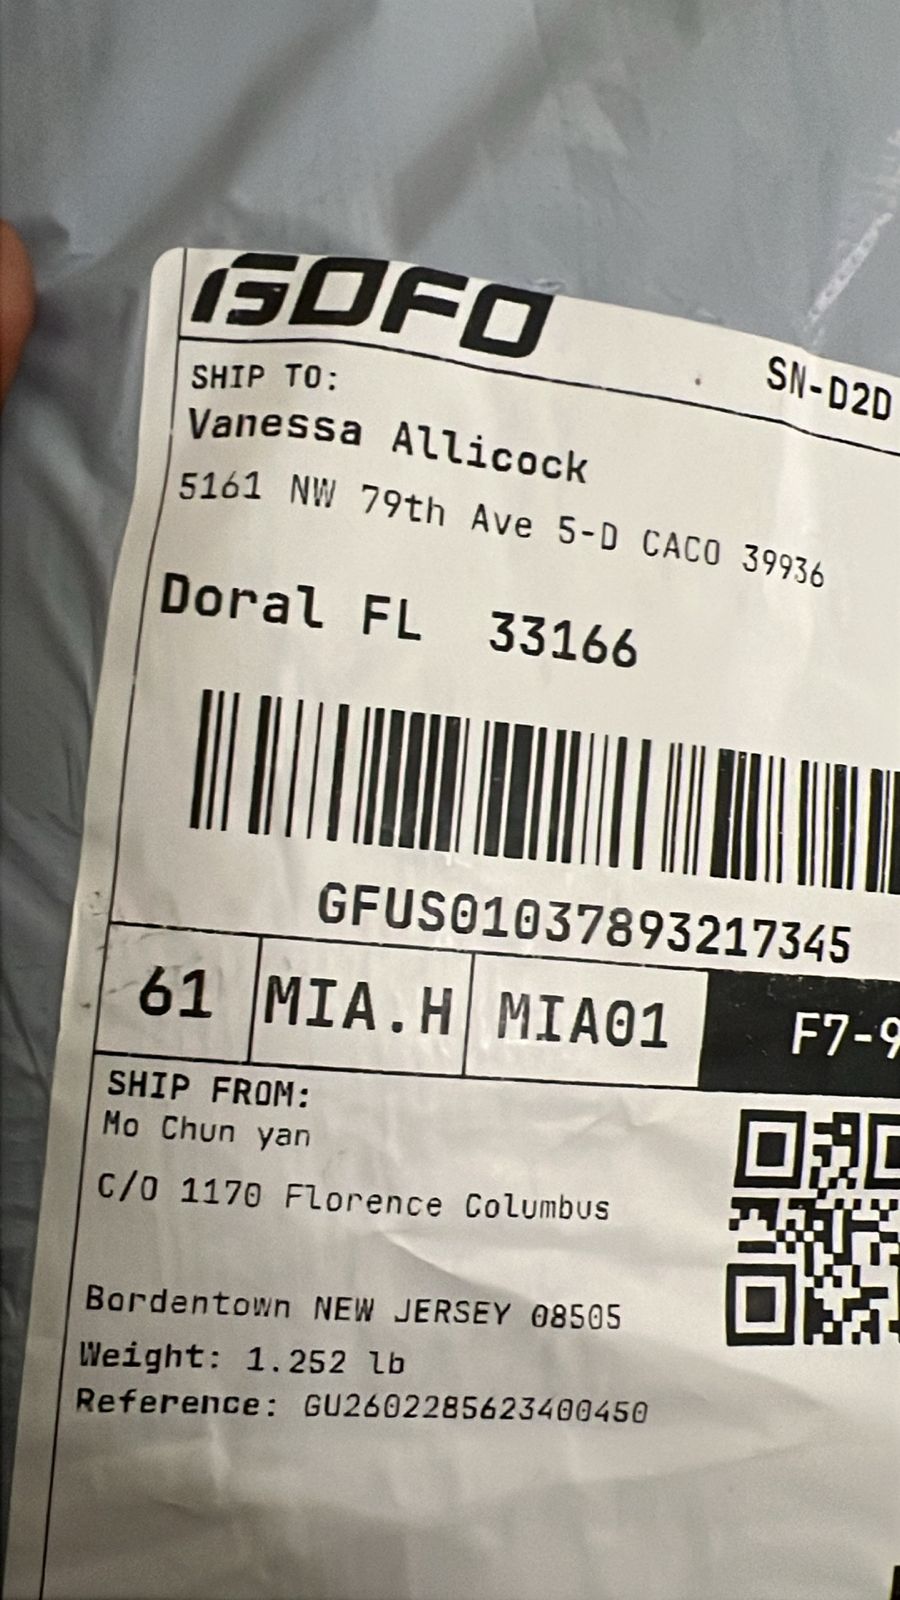 GOFO
SN-D2D
SHIP TO:
Vanessa Allicock
5161 NW 79th Ave 5-D CACO 39936
Doral FL 33166
GFUS01037893217345
61 MIA.H MIA01 F7-9
SHIP FROM:
Mo Chun yan
C/O 1170 Florence Columbus
Bordentown NEW JERSEY 08505
Weight: 1.252 lb
Reference: GU2602285623400450